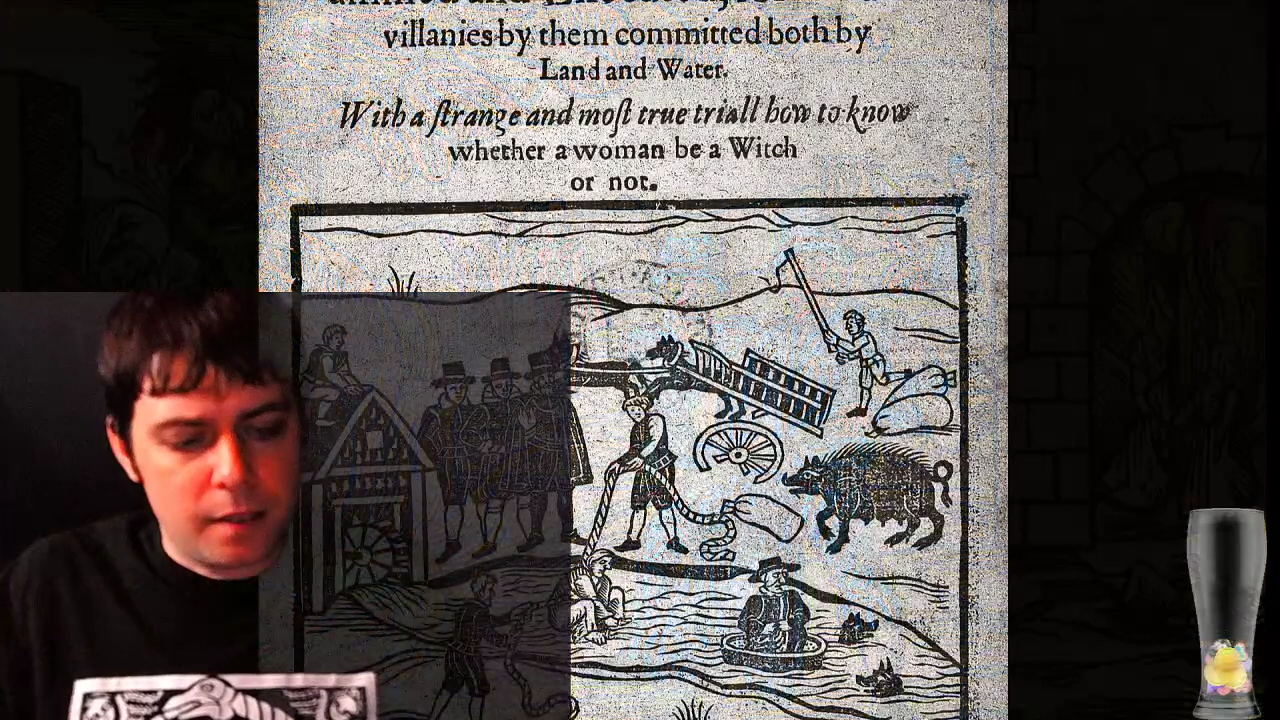 villanies by them committed both by
Land and Water.
With a ſtrange and moſt true triall how to know
whether a woman be a Witch
or not.